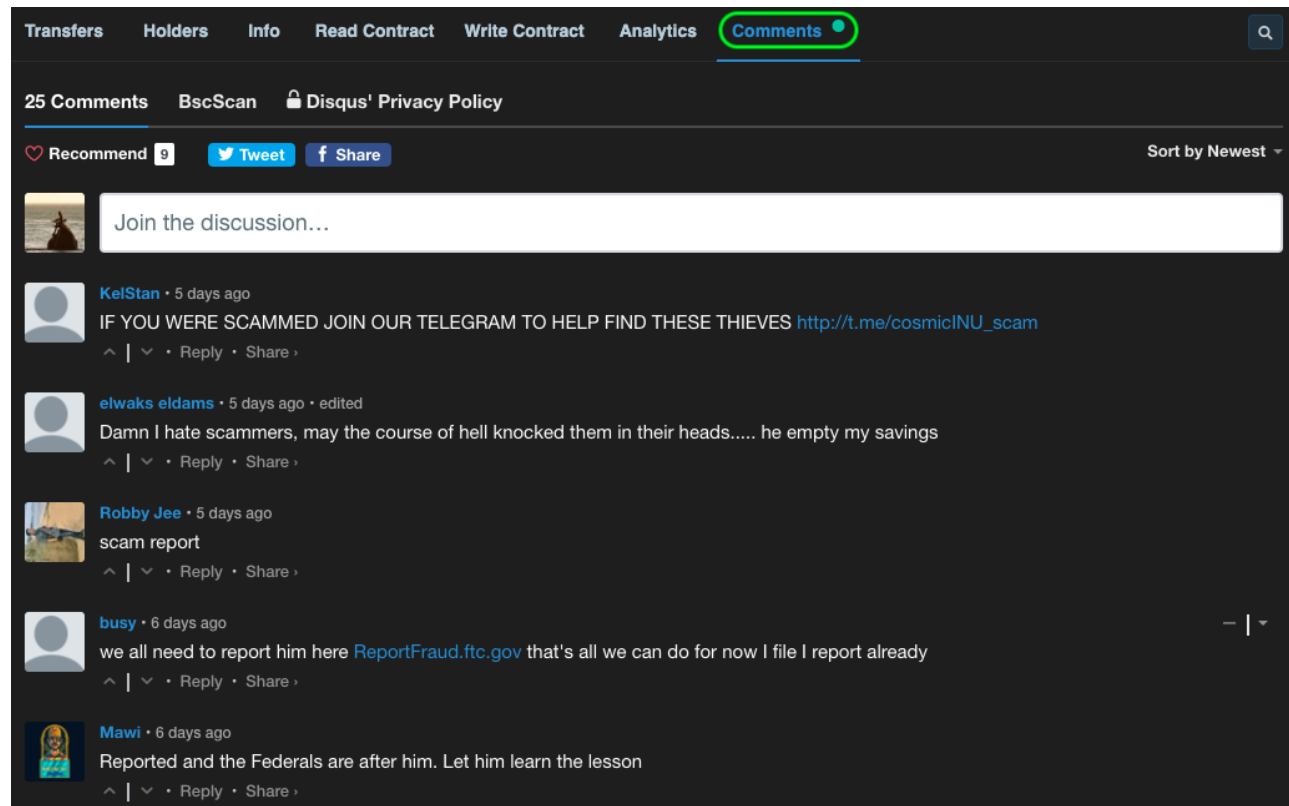 Transfers Holders Info Read Contract Write Contract Analytics Comments
25 Comments BscScan Disqus' Privacy Policy
Recommend 9 Tweet f Share Sort by Newest
Join the discussion…
KelStan • 5 days ago
IF YOU WERE SCAMMED JOIN OUR TELEGRAM TO HELP FIND THESE THIEVES http://t.me/cosmicINU_scam
• Reply • Share ›
elwaks eldams • 5 days ago • edited
Damn I hate scammers, may the course of hell knocked them in their heads..... he empty my savings
• Reply • Share ›
Robby Jee • 5 days ago
scam report
• Reply • Share ›
busy • 6 days ago
we all need to report him here ReportFraud.ftc.gov that's all we can do for now I file I report already
• Reply • Share ›
Mawi • 6 days ago
Reported and the Federals are after him. Let him learn the lesson
• Reply • Share ›